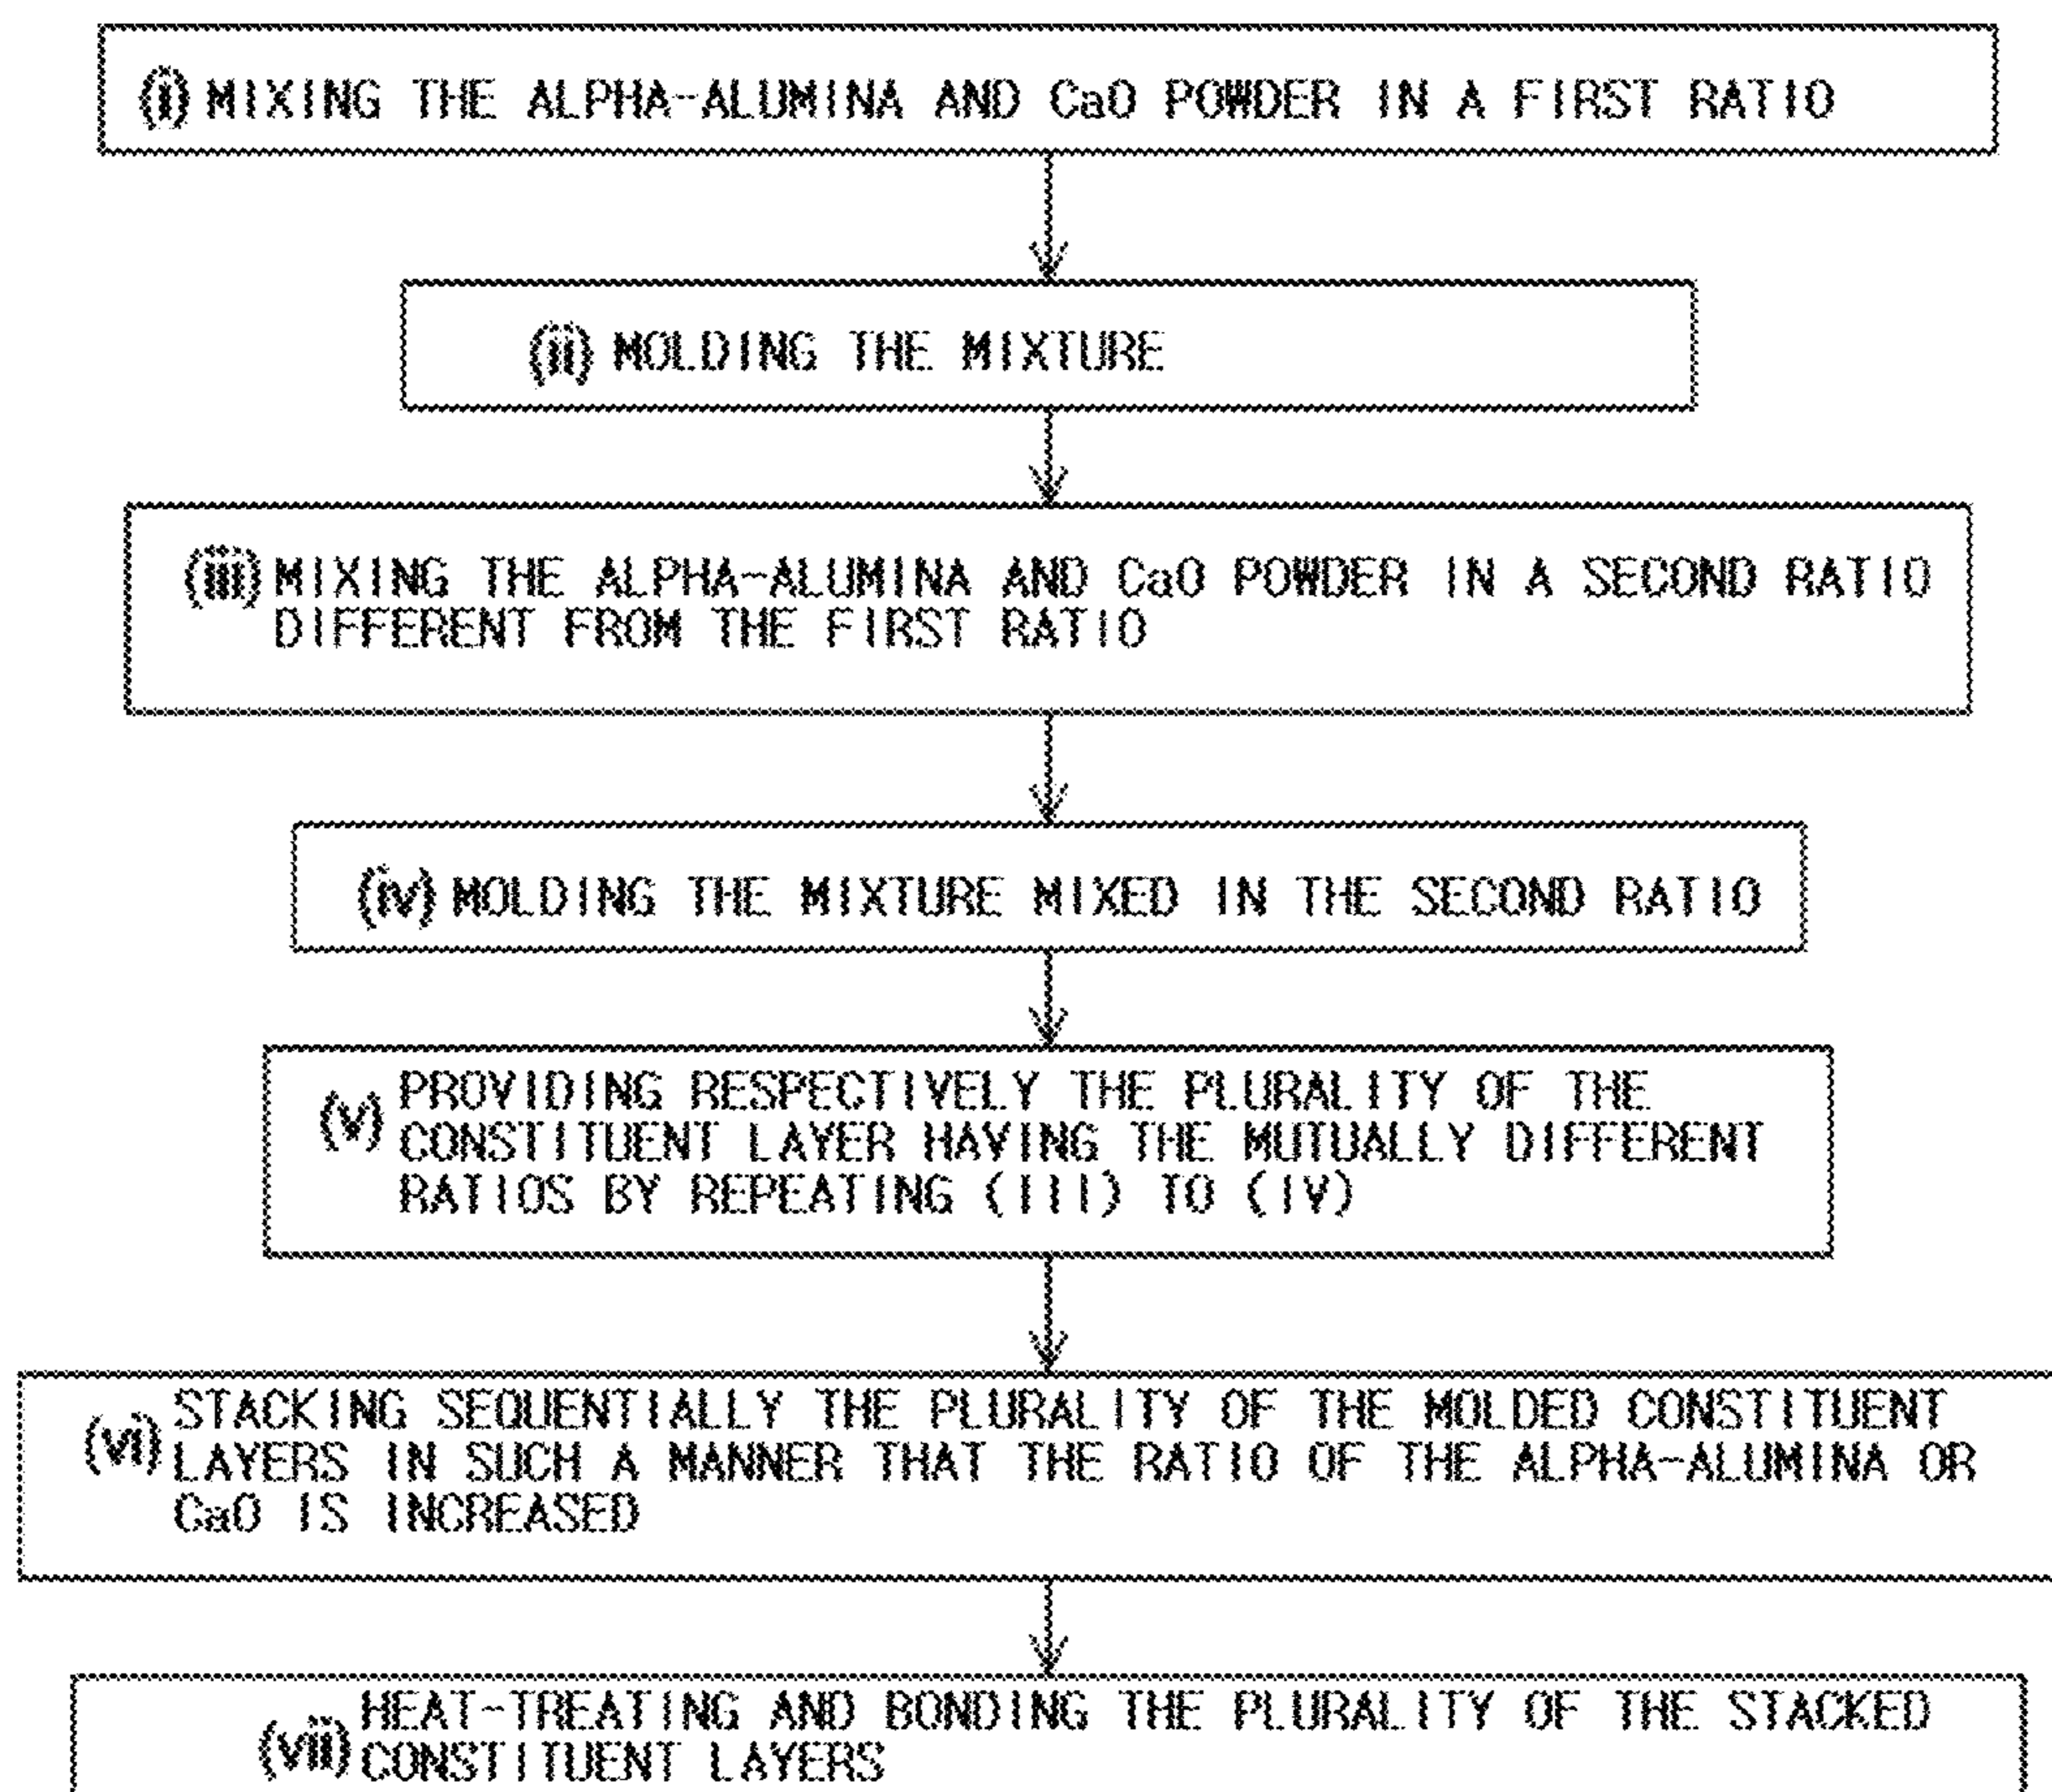 (i) MIXING THE ALPHA-ALUMINA AND CaO POWDER IN A FIRST RATIO
(ii) MOLDING THE MIXTURE
(iii) MIXING THE ALPHA-ALUMINA AND CaO POWDER IN A SECOND RATIO
DIFFERENT FROM THE FIRST RATIO
(iv) MOLDING THE MIXTURE MIXED IN THE SECOND RATIO
(v) PROVIDING RESPECTIVELY THE PLURALITY OF THE
CONSTITUENT LAYER HAVING THE MUTUALLY DIFFERENT
RATIOS BY REPEATING (III) TO (IV)
(vi) STACKING SEQUENTIALLY THE PLURALITY OF THE MOLDED CONSTITUENT
LAYERS IN SUCH A MANNER THAT THE RATIO OF THE ALPHA-ALUMINA OR
CaO IS INCREASED
(vii) HEAT-TREATING AND BONDING THE PLURALITY OF THE STACKED
CONSTITUENT LAYERS